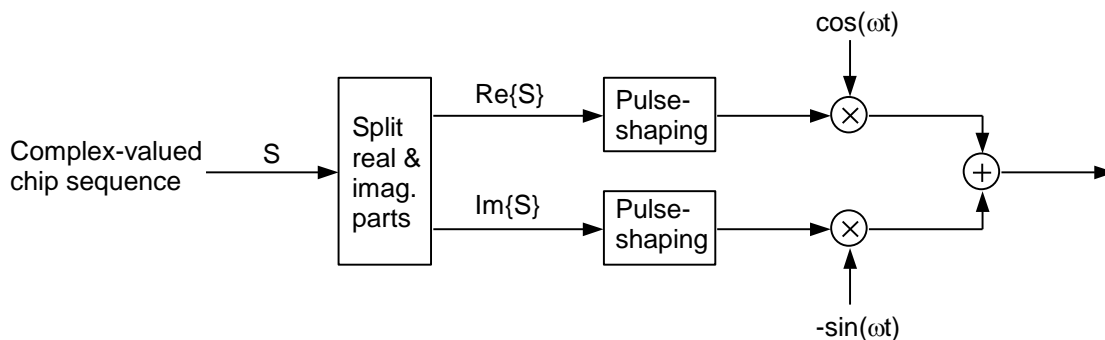 cos(ωt)
Complex-valued
chip sequence
S
Split
real &
imag.
parts
Re{S}
Pulse-
shaping
Im{S}
Pulse-
shaping
-sin(ωt)